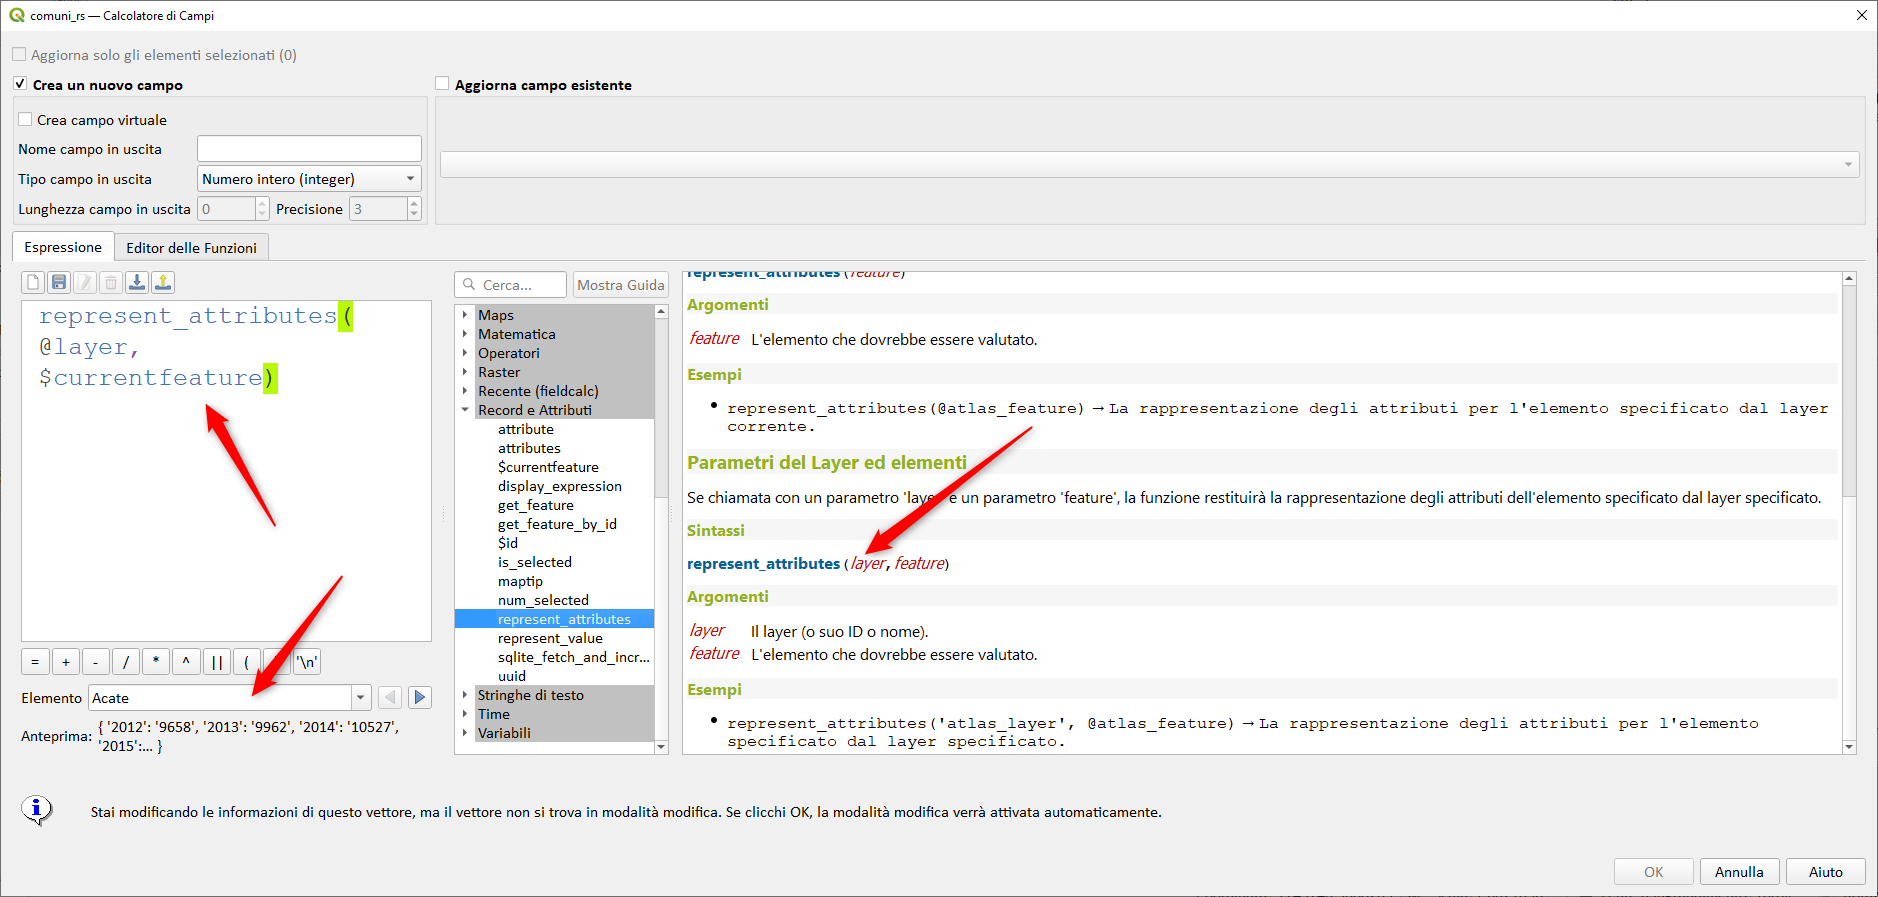 comuni_rs — Calcolatore di Campi
Aggiorna solo gli elementi selezionati (0)
Crea un nuovo campo
Aggiorna campo esistente
Crea campo virtuale
Nome campo in uscita
Tipo campo in uscita
Numero intero (integer)
Lunghezza campo in uscita
0
Precisione
3
Espressione
Editor delle Funzioni
represent_attributes(
@layer,
$currentfeature)
= + - / * ^ || ( '\n'
Elemento
Acate
Anteprima:
{ '2012': '9658', '2013': '9962', '2014': '10527',
'2015':... }
Cerca...
Mostra Guida
Maps
Matematica
Operatori
Raster
Recente (fieldcalc)
Record e Attributi
attribute
attributes
$currentfeature
display_expression
get_feature
get_feature_by_id
$id
is_selected
maptip
num_selected
represent_attributes
represent_value
sqlite_fetch_and_incr...
uuid
Stringhe di testo
Time
Variabili
represent_attributes(feature)
Argomenti
feature L'elemento che dovrebbe essere valutato.
Esempi
• represent_attributes(@atlas_feature) → La rappresentazione degli attributi per l'elemento specificato dal layer
corrente.
Parametri del Layer ed elementi
Se chiamata con un parametro 'layer' e un parametro 'feature', la funzione restituirà la rappresentazione degli attributi dell'elemento specificato dal layer specificato.
Sintassi
represent_attributes(layer, feature)
Argomenti
layer Il layer (o suo ID o nome).
feature L'elemento che dovrebbe essere valutato.
Esempi
• represent_attributes('atlas_layer', @atlas_feature) → La rappresentazione degli attributi per l'elemento
specificato dal layer specificato.
Stai modificando le informazioni di questo vettore, ma il vettore non si trova in modalità modifica. Se clicchi OK, la modalità modifica verrà attivata automaticamente.
OK
Annulla
Aiuto